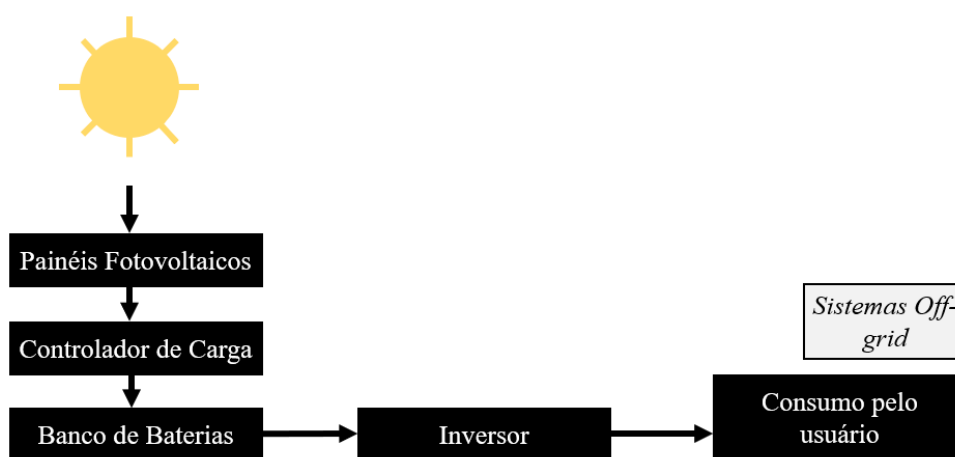 Painéis Fotovoltaicos
Controlador de Carga
Banco de Baterias
Inversor
Sistemas Off-
grid
Consumo pelo
usuário